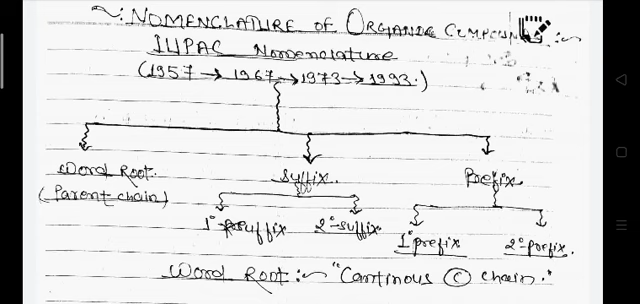 :~ NOMENCLATURE OF ORGANIC COMPOUNDS :~
IUPAC Nomenclature
(1957 → 1967 → 1973 → 1993.)
Word Root
(Parent chain)
Suffix
Prefix
1° suffix
2°-suffix
1° prefix
2°-prefix.
Word Root :~ "Continous © chain."